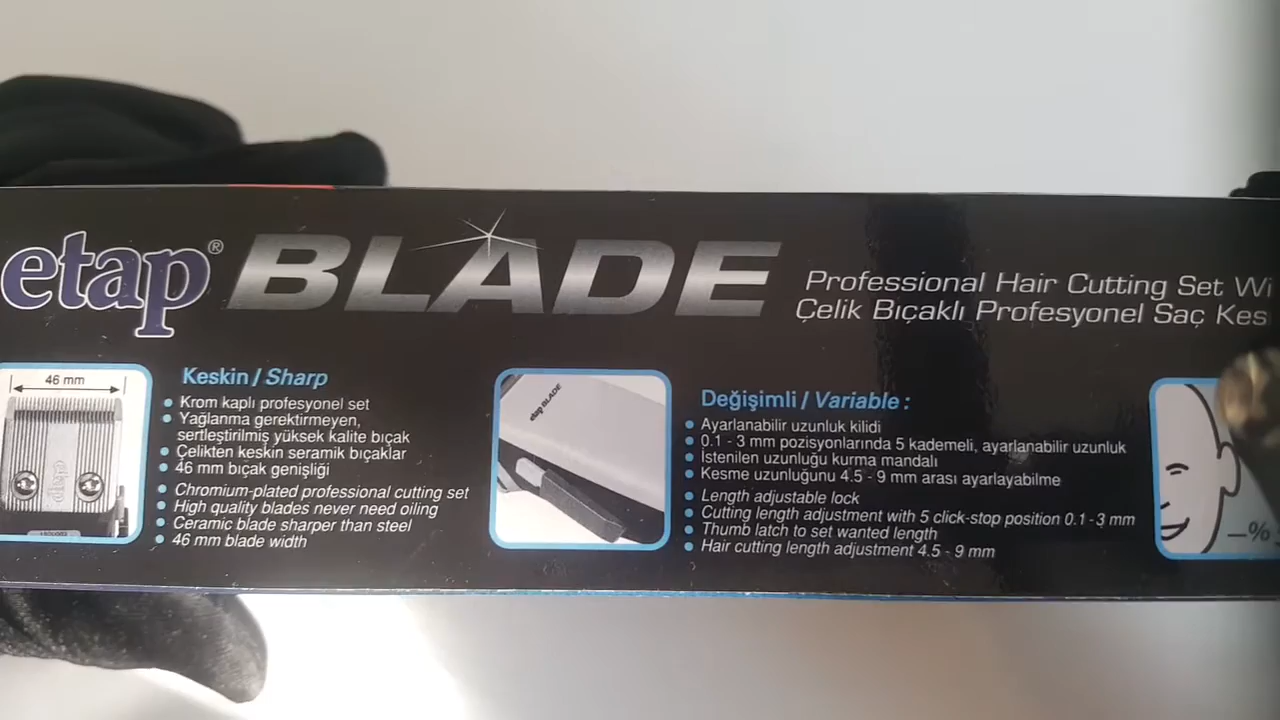 etap® BLADE
Professional Hair Cutting Set
Çelik Bıçaklı Profesyonel Saç
46 mm
etap
Keskin / Sharp
Krom kaplı profesyonel set
Yağlanma gerektirmeyen,
sertleştirilmiş yüksek kalite bıçak
Çelikten keskin seramik bıçaklar
46 mm bıçak genişliği
Chromium-plated professional cutting set
High quality blades never need oiling
Ceramic blade sharper than steel
46 mm blade width
etap BLADE
Değişimli / Variable :
Ayarlanabilir uzunluk kilidi
0.1 - 3 mm pozisyonlarında 5 kademeli, ayarlanabilir uzunluk
İstenilen uzunluğu kurma mandalı
Kesme uzunluğunu 4.5 - 9 mm arası ayarlayabilme
Length adjustable lock
Cutting length adjustment with 5 click-stop position 0.1-3 mm
Thumb latch to set wanted length
Hair cutting length adjustment 4.5 - 9 mm